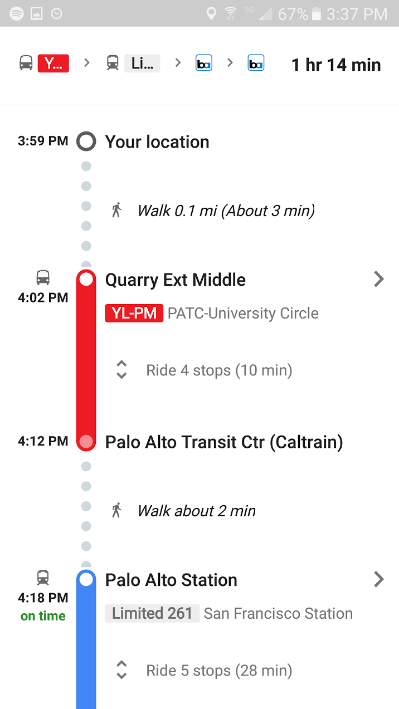 67% 3:37 PM
Y... Li... ba ba 1 hr 14 min
3:59 PM Your location
Walk 0.1 mi (About 3 min)
Quarry Ext Middle
4:02 PM
YL-PM PATC-University Circle
Ride 4 stops (10 min)
4:12 PM Palo Alto Transit Ctr (Caltrain)
Walk about 2 min
Palo Alto Station
4:18 PM
Limited 261 San Francisco Station
on time
Ride 5 stops (28 min)